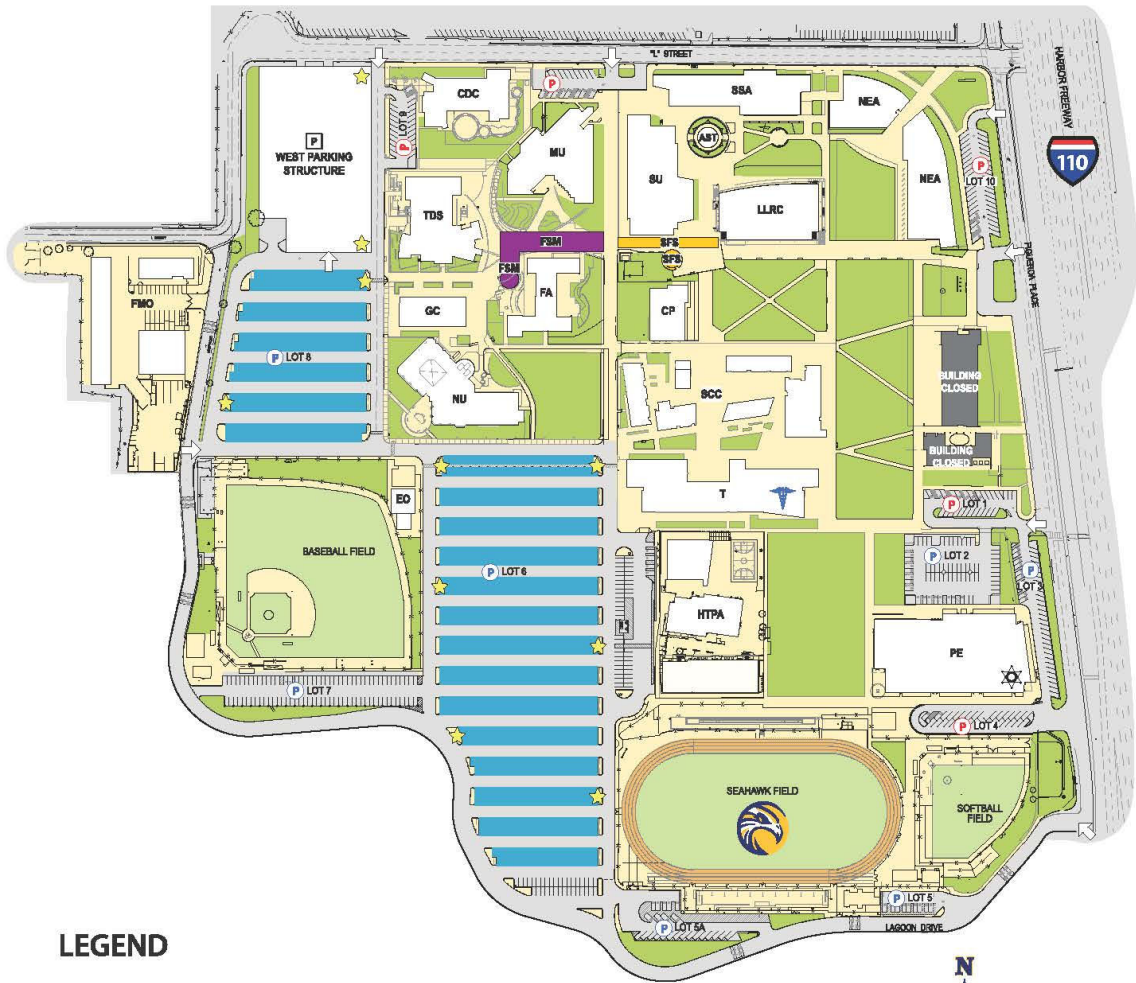 "L" STREET
HARBOR FREEWAY
110
FIGUEROA PLACE
P
WEST PARKING
STRUCTURE
P
LOT 9
CDC
P
SSA
NEA
AST
MU
SU
NEA
P
LOT 10
TDS
LLRC
FSM
SFS
FSM
SFS
FMO
GC
FA
CP
P LOT 8
NU
SCC
BUILDING
CLOSED
BUILDING
CLOSED
EO
T
P LOT 1
BASEBALL FIELD
P LOT 6
P LOT 2
P
LOT 3
HTPA
PE
P LOT 7
P LOT 4
SEAHAWK FIELD
SOFTBALL
FIELD
P LOT 5
P LOT 5A
LAGOON DRIVE
LEGEND
N